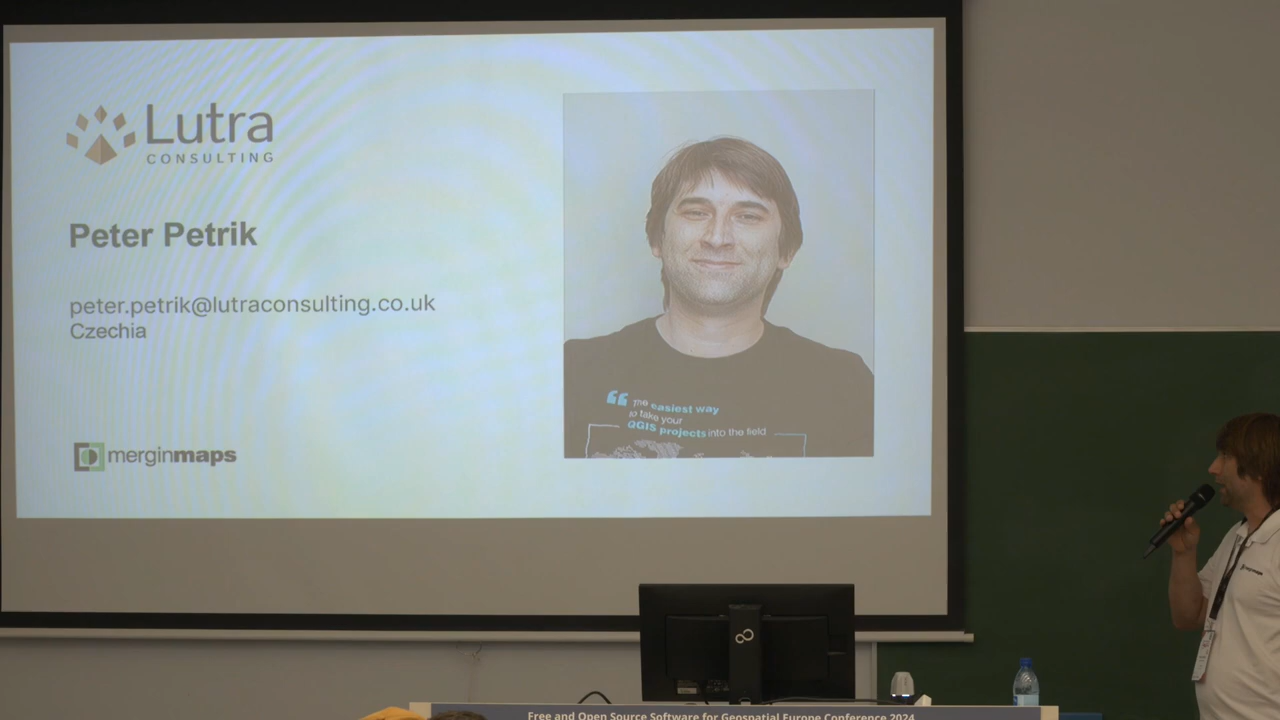 Lutra
CONSULTING
Peter Petrik
peter.petrik@lutraconsulting.co.uk
Czechia
merginmaps
“The easiest way
to take your
QGIS projects into the field
Free and Open Source Software for Geospatial Europe Conference 2024